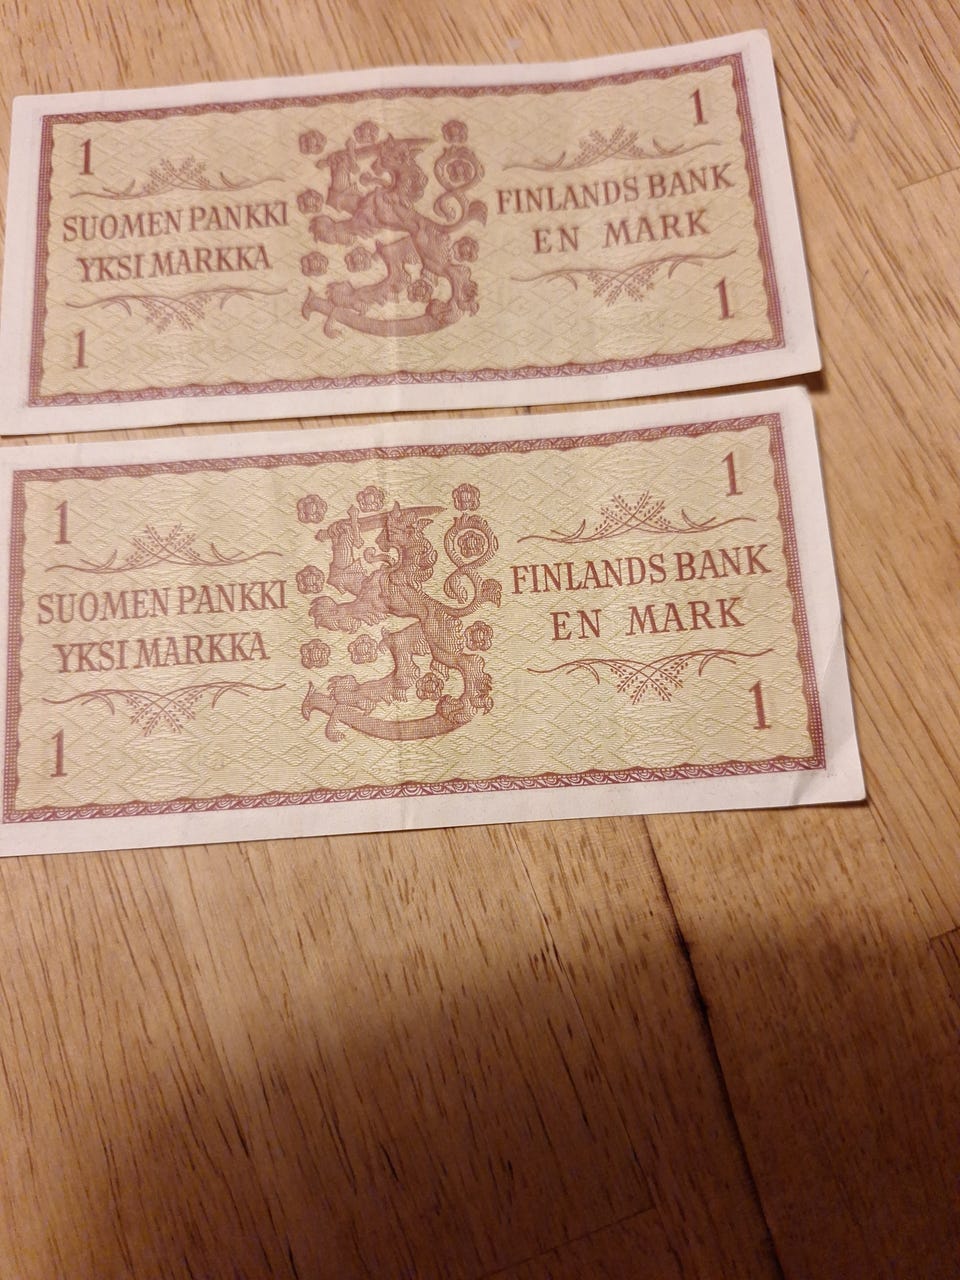 1 1
SUOMEN PANKKI FINLANDS BANK
YKSI MARKKA EN MARK
1 1
1 1
SUOMEN PANKKI FINLANDS BANK
YKSI MARKKA EN MARK
1 1